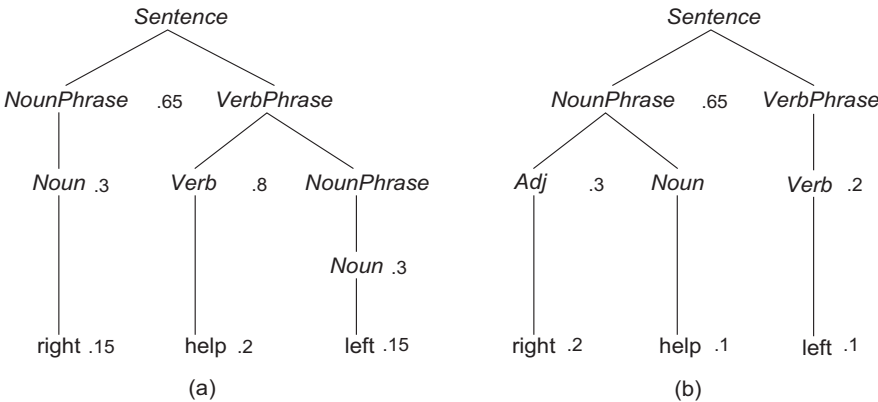 Sentence Sentence
NounPhrase .65 VerbPhrase NounPhrase .65 VerbPhrase
Noun .3 Verb .8 NounPhrase Adj .3 Noun Verb .2
Noun .3
right .15 help .2 left .15 right .2 help .1 left .1
(a) (b)